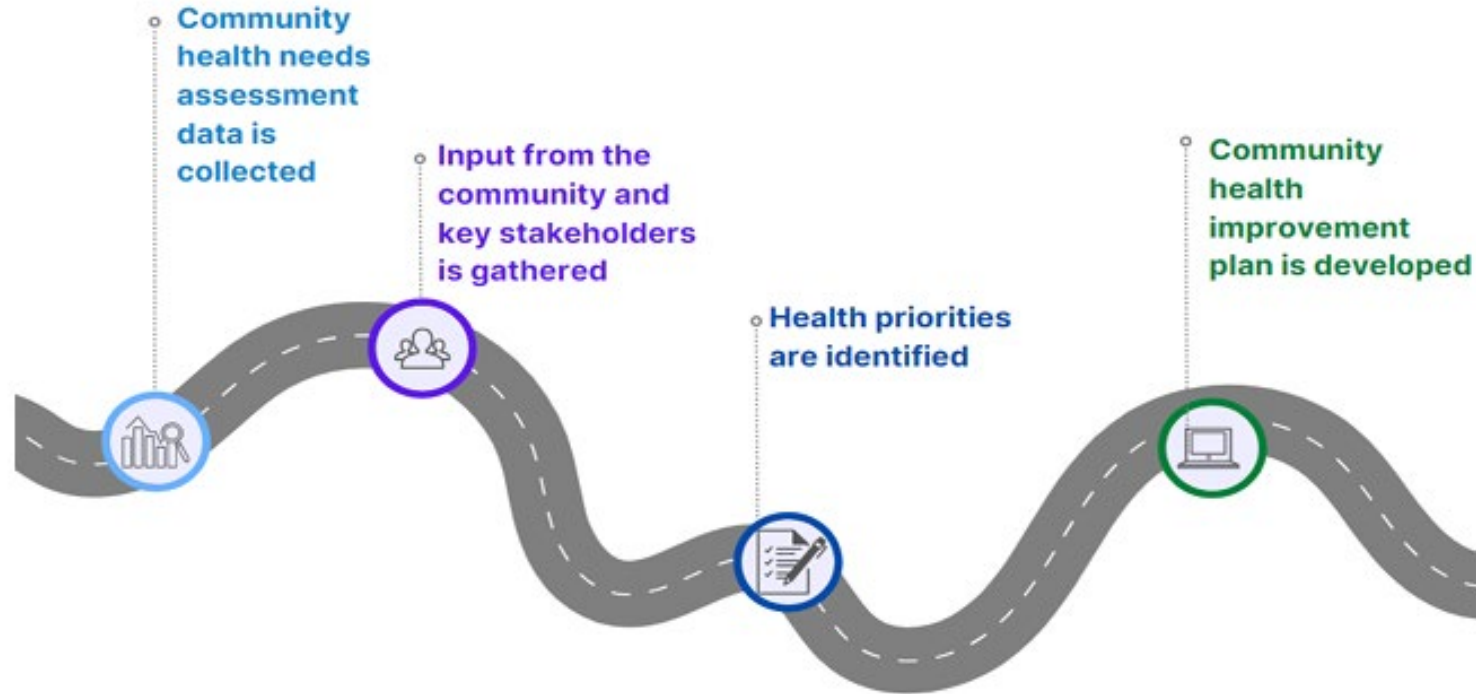 Community
health needs
assessment
data is
collected
Input from the
community and
key stakeholders
is gathered
Health priorities
are identified
Community
health
improvement
plan is developed